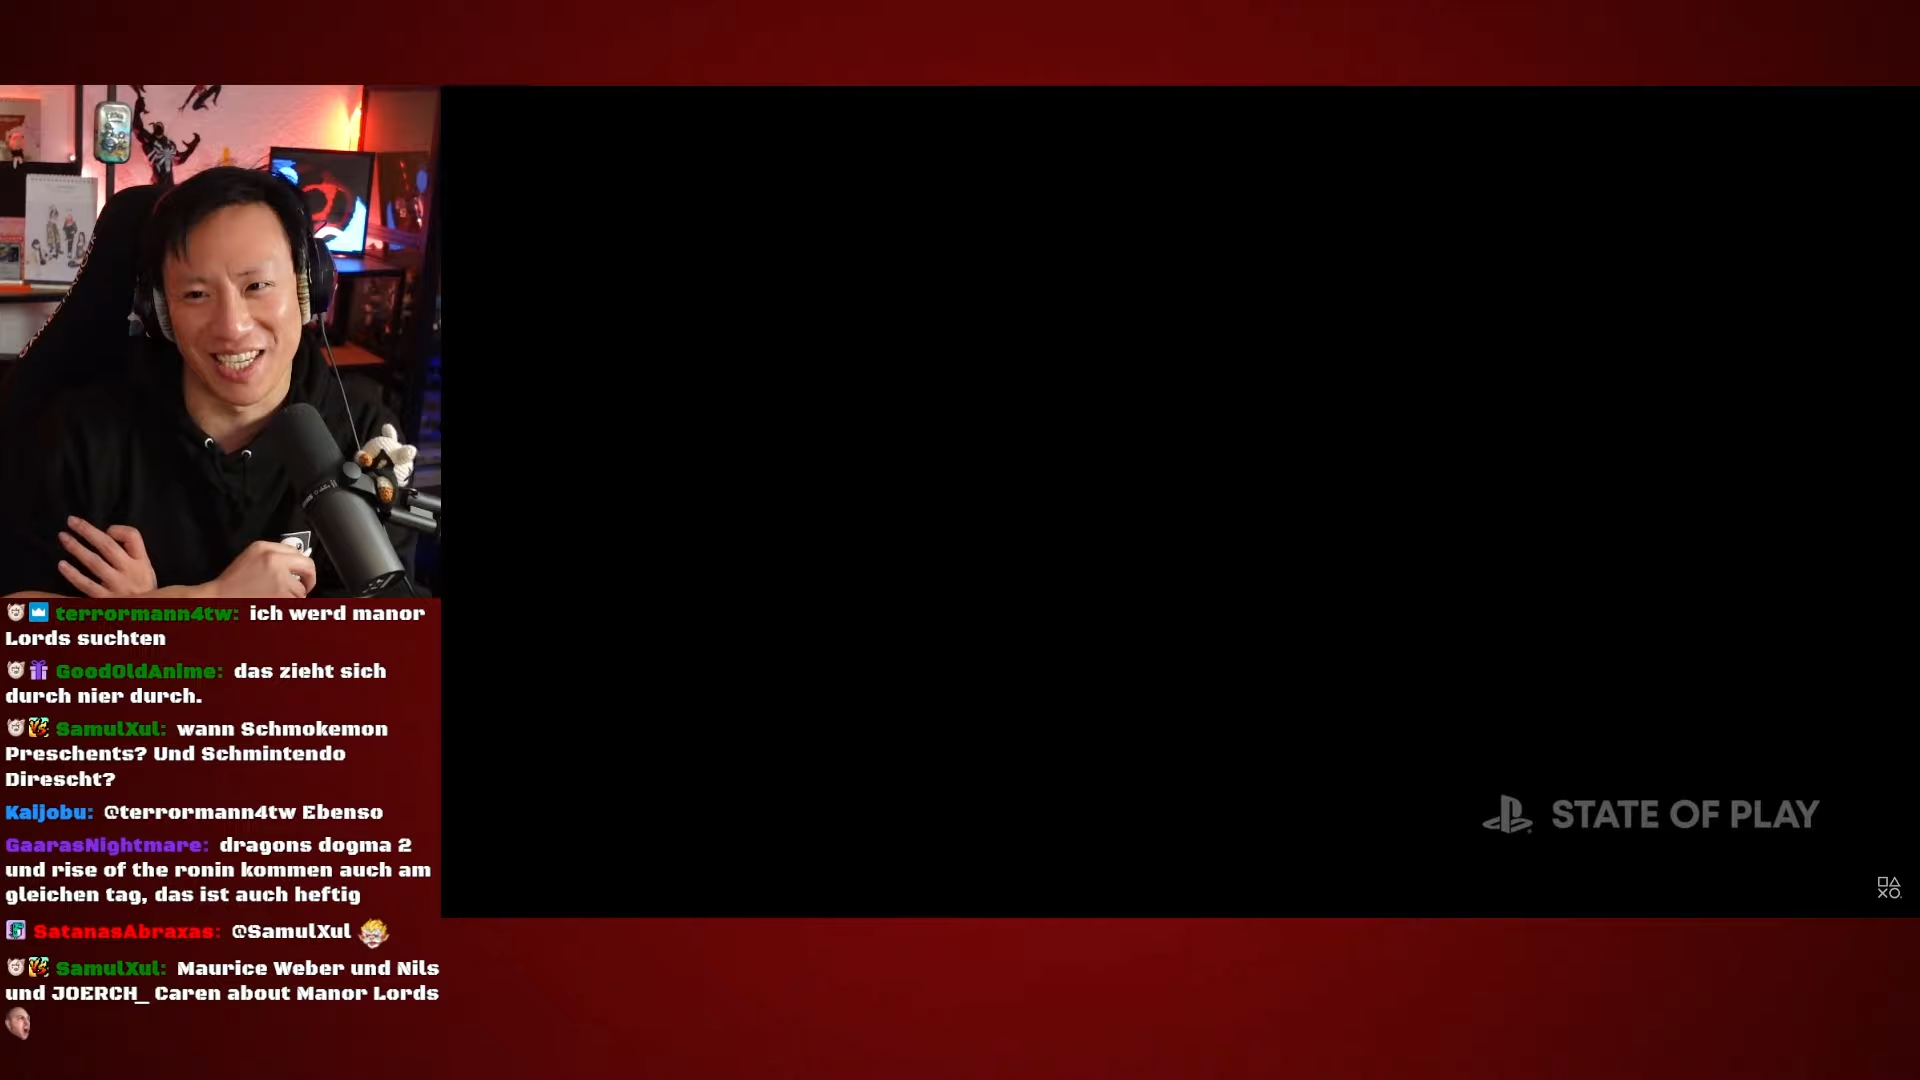 terrormann4tw: ich werd manor
Lords suchten
GoodOldAnime: das zieht sich
durch nier durch.
SamulXul: wann Schmokemon
Preschents? Und Schmintendo
Direscht?
Kaijobu: @terrormann4tw Ebenso
GaarasNightmare: dragons dogma 2
und rise of the ronin kommen auch am
gleichen tag, das ist auch heftig
SatanasAbraxas: @SamulXul
SamulXul: Maurice Weber und Nils
und JOERCH_ Caren about Manor Lords
STATE OF PLAY